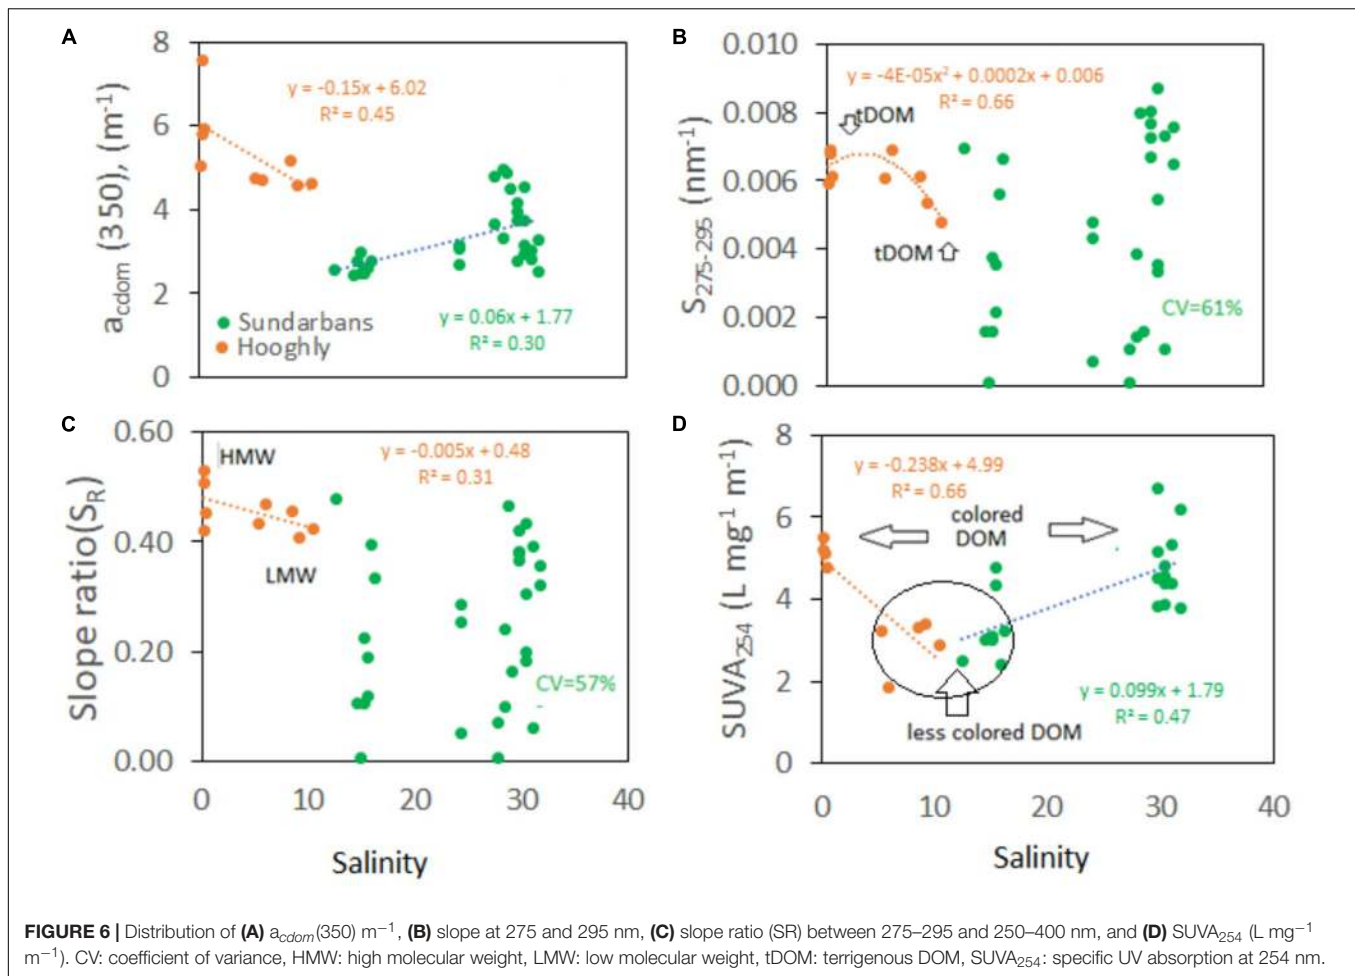 A
8
6
4
2
0
a_cdom (350), (m⁻¹)
y = -0.15x + 6.02
R² = 0.45
Sundarbans
Hooghly
y = 0.06x + 1.77
R² = 0.30
B
0.010
0.008
0.006
0.004
0.002
0.000
S₂₇₅₋₂₉₅ (nm⁻¹)
y = -4E-05x² + 0.0002x + 0.006
R² = 0.66
tDOM
tDOM
CV=61%
C
0.60
0.40
0.20
0.00
Slope ratio(S_R)
HMW
y = -0.005x + 0.48
R² = 0.31
LMW
CV=57%
0 10 20 30 40
Salinity
D
8
6
4
2
0
SUVA₂₅₄ (L mg⁻¹ m⁻¹)
y = -0.238x + 4.99
R² = 0.66
colored
DOM
y = 0.099x + 1.79
R² = 0.47
less colored DOM
0 10 20 30 40
Salinity
FIGURE 6 | Distribution of (A) a_cdom(350) m⁻¹, (B) slope at 275 and 295 nm, (C) slope ratio (SR) between 275–295 and 250–400 nm, and (D) SUVA₂₅₄ (L mg⁻¹
m⁻¹). CV: coefficient of variance, HMW: high molecular weight, LMW: low molecular weight, tDOM: terrigenous DOM, SUVA₂₅₄: specific UV absorption at 254 nm.